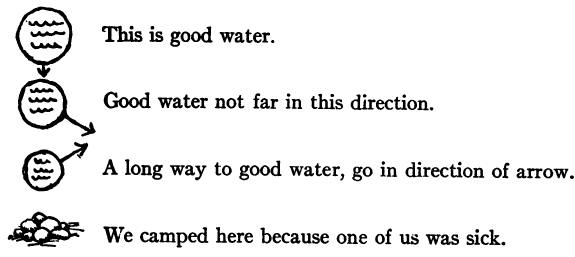 This is good water.
Good water not far in this direction.
A long way to good water, go in direction of arrow.
We camped here because one of us was sick.